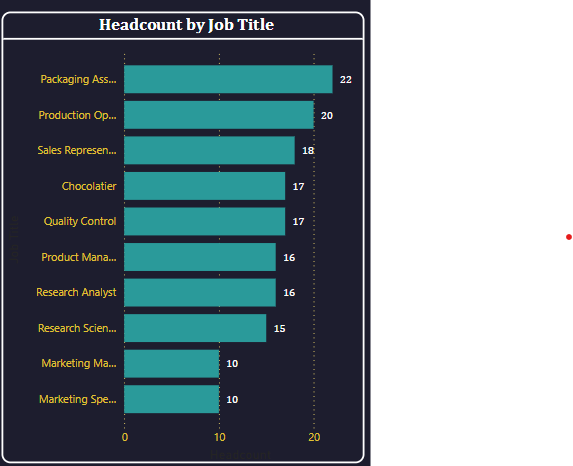 Headcount by Job Title
Packaging Ass... 22
Production Op... 20
Sales Represen... 18
Chocolatier 17
Quality Control 17
Product Mana... 16
Research Analyst 16
Research Scien... 15
Marketing Ma... 10
Marketing Spe... 10
0 10 20